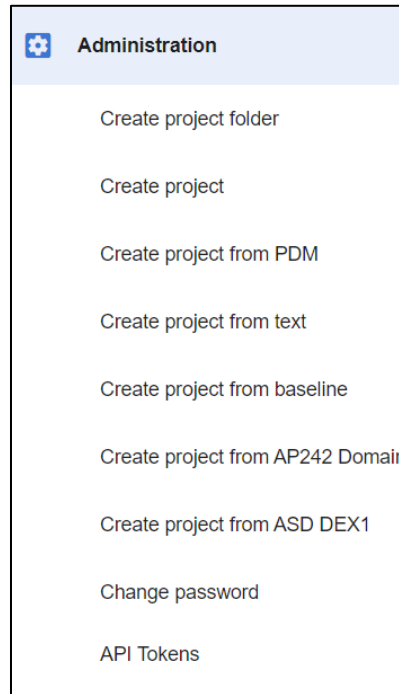 Administration
Create project folder
Create project
Create project from PDM
Create project from text
Create project from baseline
Create project from AP242 Domain
Create project from ASD DEX1
Change password
API Tokens